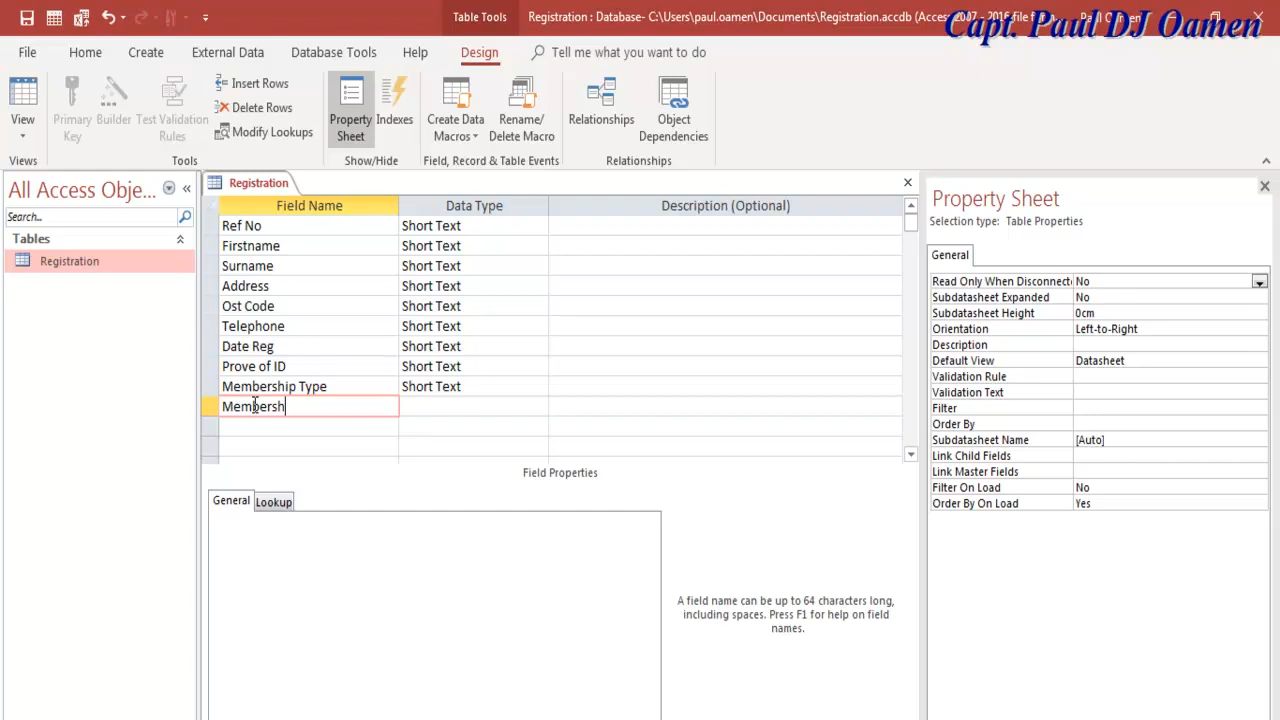 Table Tools
Registration : Database- C:\Users\paul.oamen\Documents\Registration.accdb (Access 2007 - 2016 file form
Capt. Paul DJ Oamen
File
Home
Create
External Data
Database Tools
Help
Design
Tell me what you want to do
View
Primary Key
Builder
Test Validation Rules
Insert Rows
Delete Rows
Modify Lookups
Property Sheet
Indexes
Create Data Macros
Rename/ Delete Macro
Relationships
Object Dependencies
Views
Tools
Show/Hide
Field, Record & Table Events
Relationships
All Access Obje...
Search...
Tables
Registration
Registration
Field Name Data Type Description (Optional)
Ref No Short Text
Firstname Short Text
Surname Short Text
Address Short Text
Ost Code Short Text
Telephone Short Text
Date Reg Short Text
Prove of ID Short Text
Membership Type Short Text
Membersh
Field Properties
General
Lookup
A field name can be up to 64 characters long,
including spaces. Press F1 for help on field
names.
Property Sheet
Selection type: Table Properties
General
Read Only When Disconnecte No
Subdatasheet Expanded No
Subdatasheet Height 0cm
Orientation Left-to-Right
Description
Default View Datasheet
Validation Rule
Validation Text
Filter
Order By
Subdatasheet Name [Auto]
Link Child Fields
Link Master Fields
Filter On Load No
Order By On Load Yes